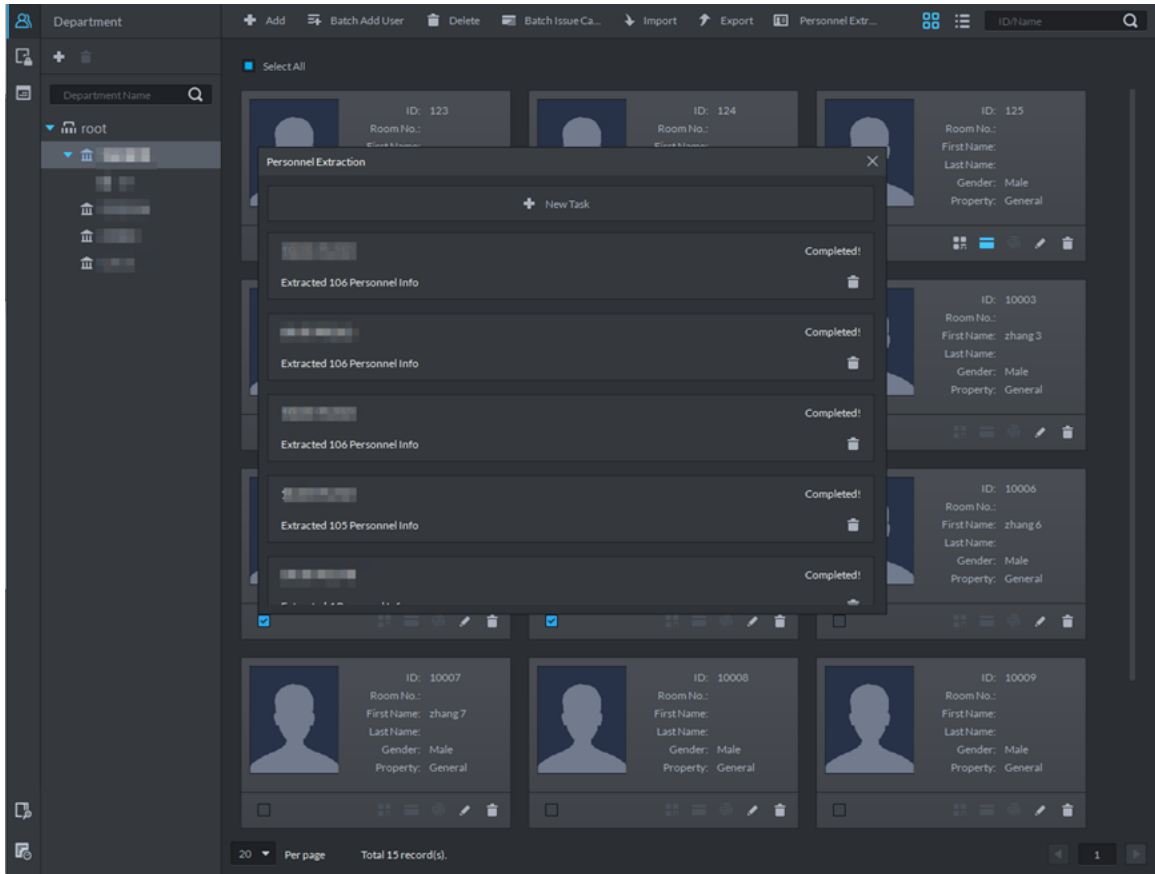 Department
Add Batch Add User Delete Batch Issue Ca... Import Export Personnel Extr... ID/Name
Select All
Department Name
root
ID: 123
Room No.:
First Name:
ID: 124
Room No.:
First Name:
ID: 125
Room No.:
First Name:
Last Name:
Gender: Male
Property: General
Personnel Extraction
New Task
Completed!
Extracted 106 Personnel Info
Completed!
Extracted 106 Personnel Info
Completed!
Extracted 106 Personnel Info
Completed!
Extracted 105 Personnel Info
Completed!
ID: 10003
Room No.:
First Name: zhang 3
Last Name:
Gender: Male
Property: General
ID: 10006
Room No.:
First Name: zhang 6
Last Name:
Gender: Male
Property: General
ID: 10007
Room No.:
First Name: zhang 7
Last Name:
Gender: Male
Property: General
ID: 10008
Room No.:
First Name:
Last Name:
Gender: Male
Property: General
ID: 10009
Room No.:
First Name:
Last Name:
Gender: Male
Property: General
20 Per page Total 15 record(s). 1